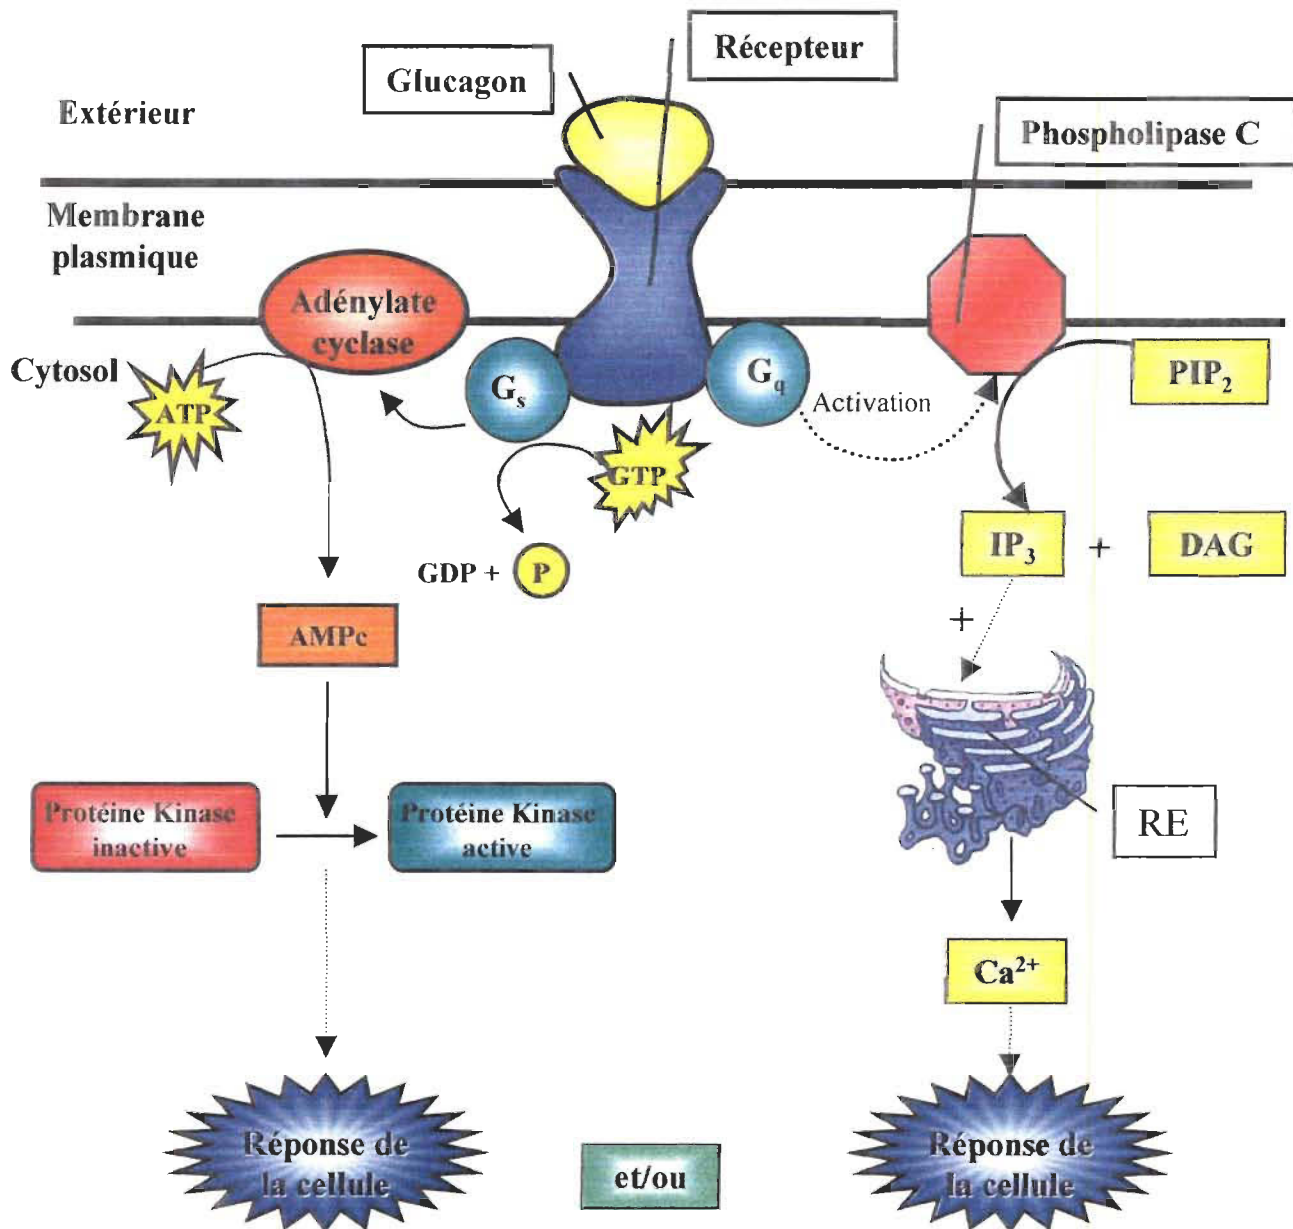 Récepteur
Glucagon
Extérieur
Phospholipase C
Membrane
plasmique
Adénylate
cyclase
Cytosol
ATP
Gs
Gq
Activation
PIP2
GTP
GDP + P
IP3 + DAG
+
AMPc
Protéine Kinase
inactive
Protéine Kinase
active
RE
Ca2+
Réponse de
la cellule
et/ou
Réponse de
la cellule